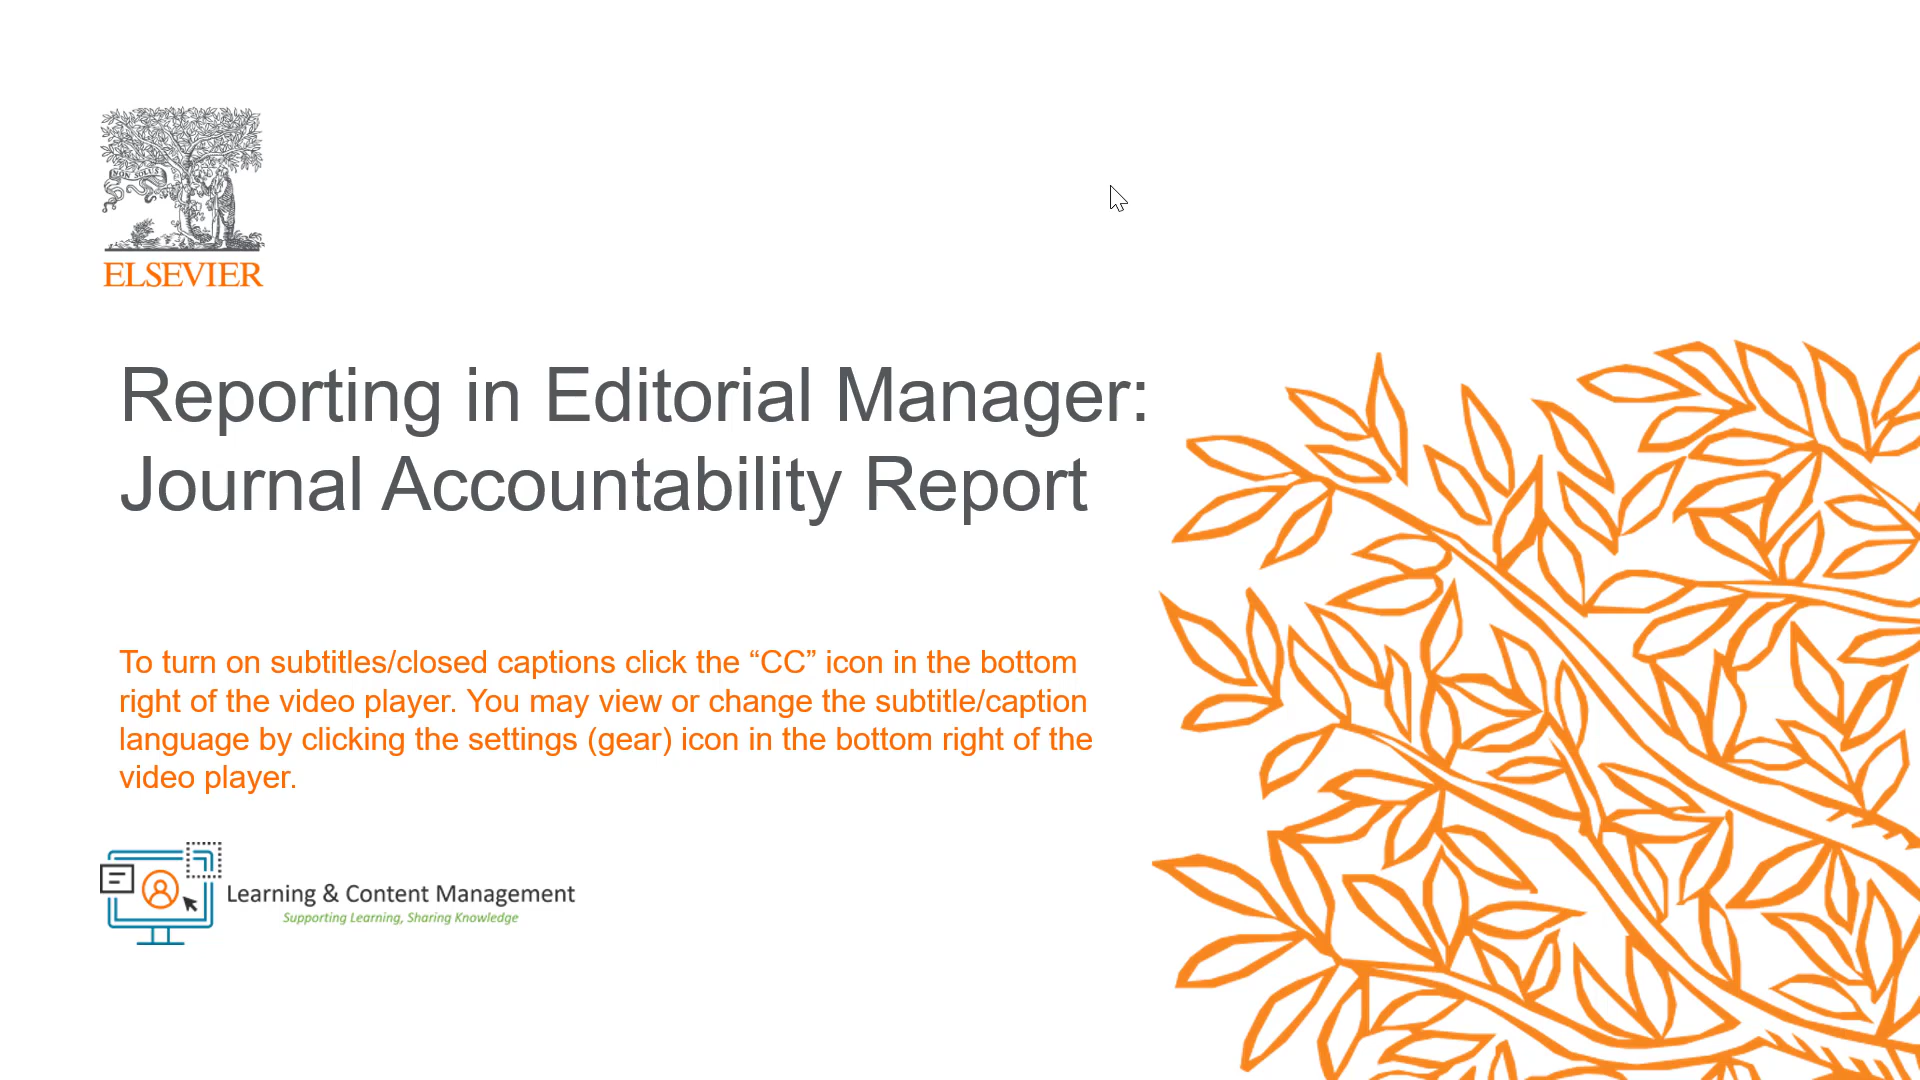 NON SOLUS
ELSEVIER
Reporting in Editorial Manager:
Journal Accountability Report
To turn on subtitles/closed captions click the “CC” icon in the bottom
right of the video player. You may view or change the subtitle/caption
language by clicking the settings (gear) icon in the bottom right of the
video player.
Learning & Content Management
Supporting Learning, Sharing Knowledge